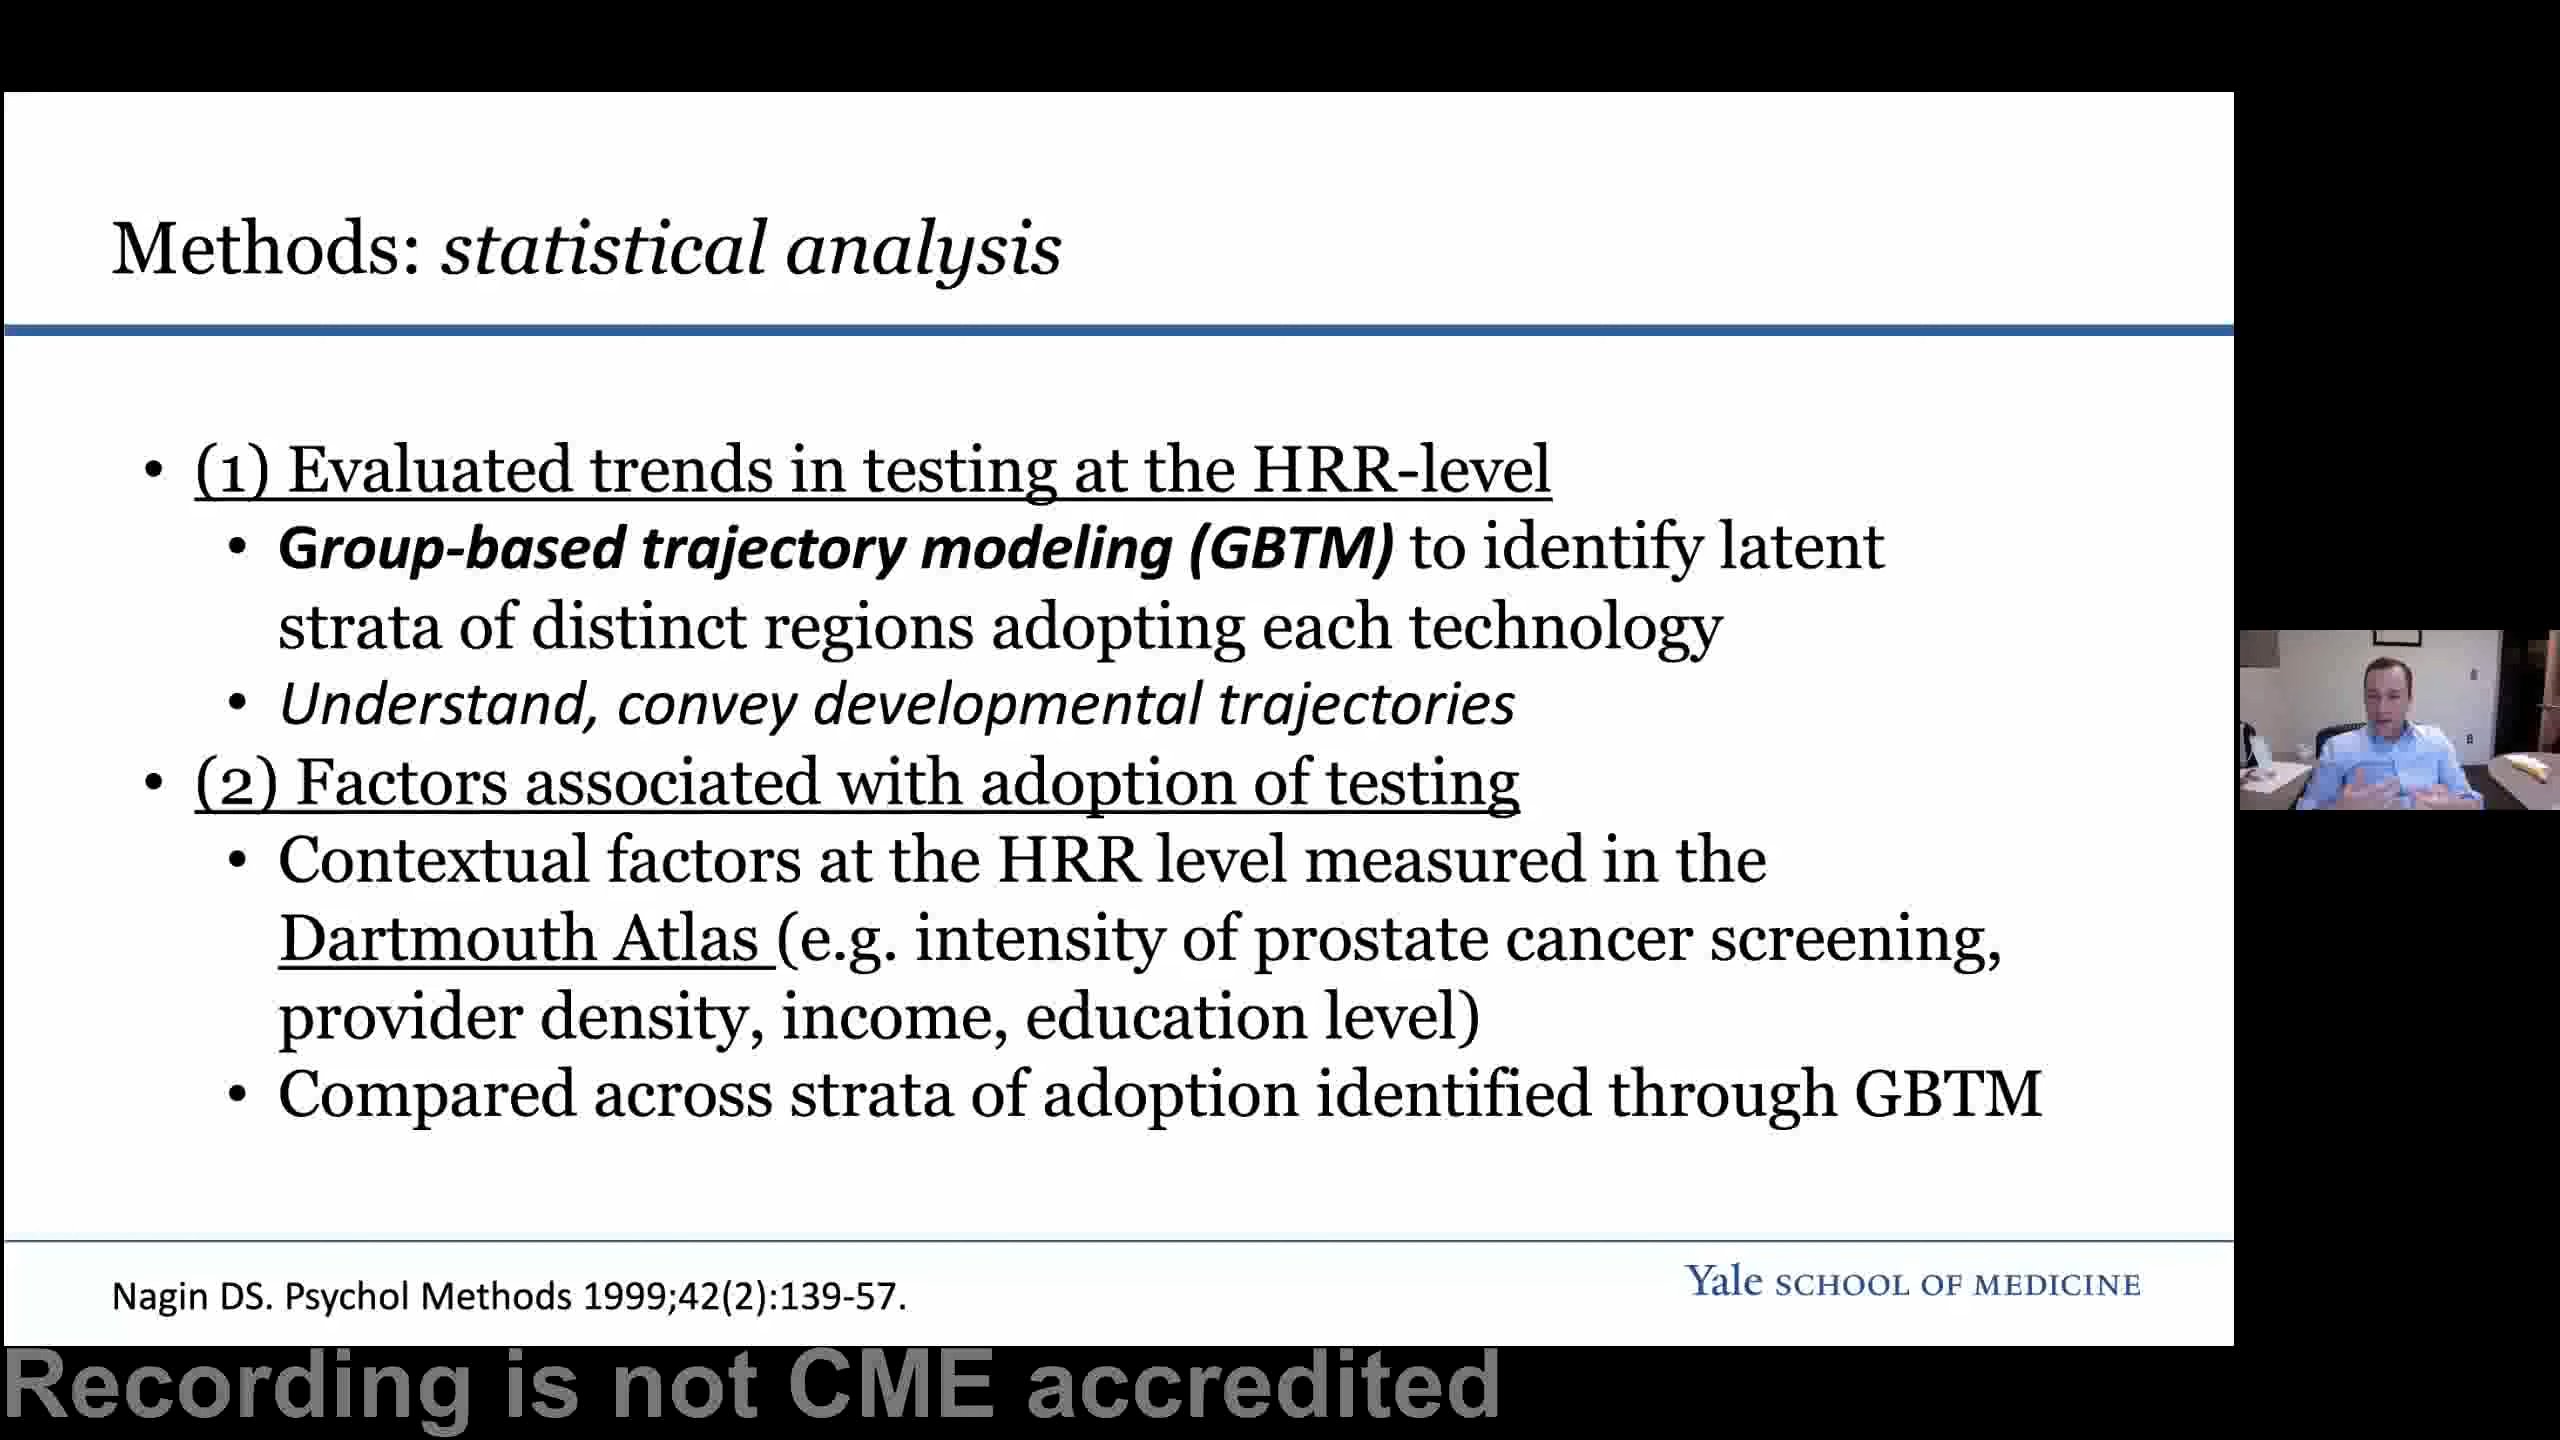 Methods: statistical analysis
• (1) Evaluated trends in testing at the HRR-level
• Group-based trajectory modeling (GBTM) to identify latent
strata of distinct regions adopting each technology
• Understand, convey developmental trajectories
• (2) Factors associated with adoption of testing
• Contextual factors at the HRR level measured in the
Dartmouth Atlas (e.g. intensity of prostate cancer screening,
provider density, income, education level)
• Compared across strata of adoption identified through GBTM
Nagin DS. Psychol Methods 1999;42(2):139-57.
Yale SCHOOL OF MEDICINE
Recording is not CME accredited